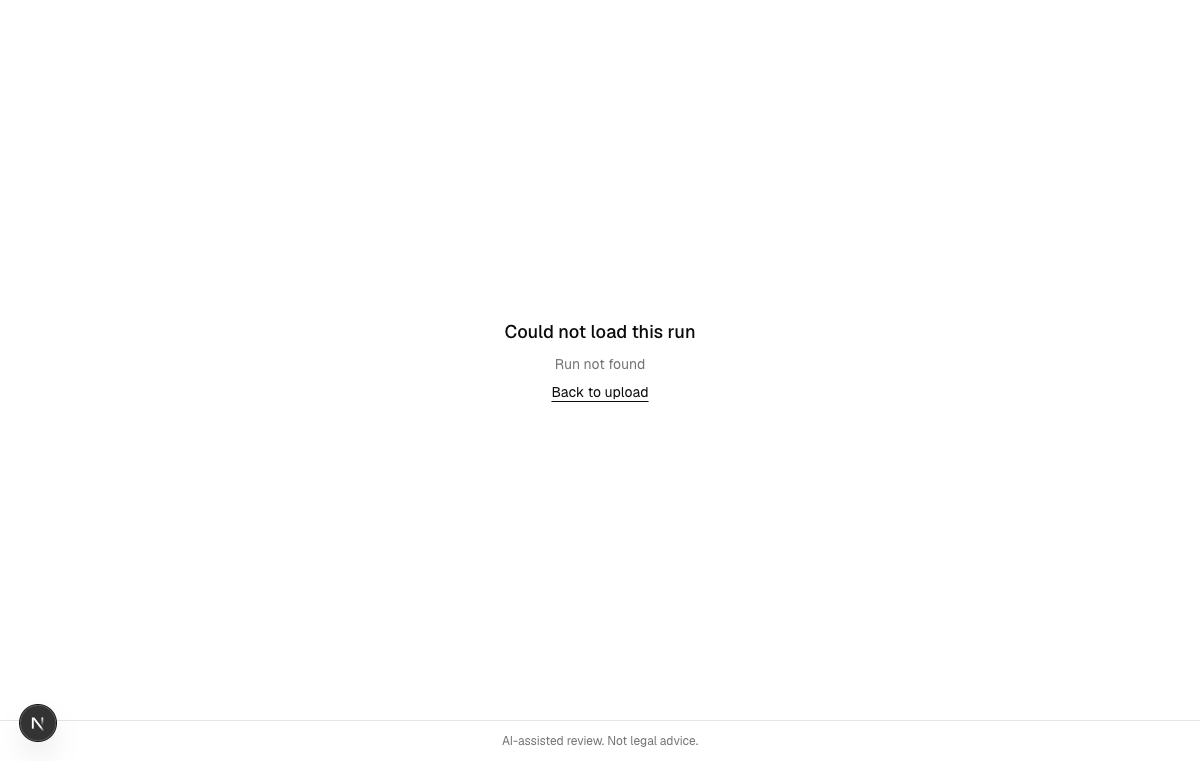 Could not load this run
Run not found
Back to upload
N
AI-assisted review. Not legal advice.